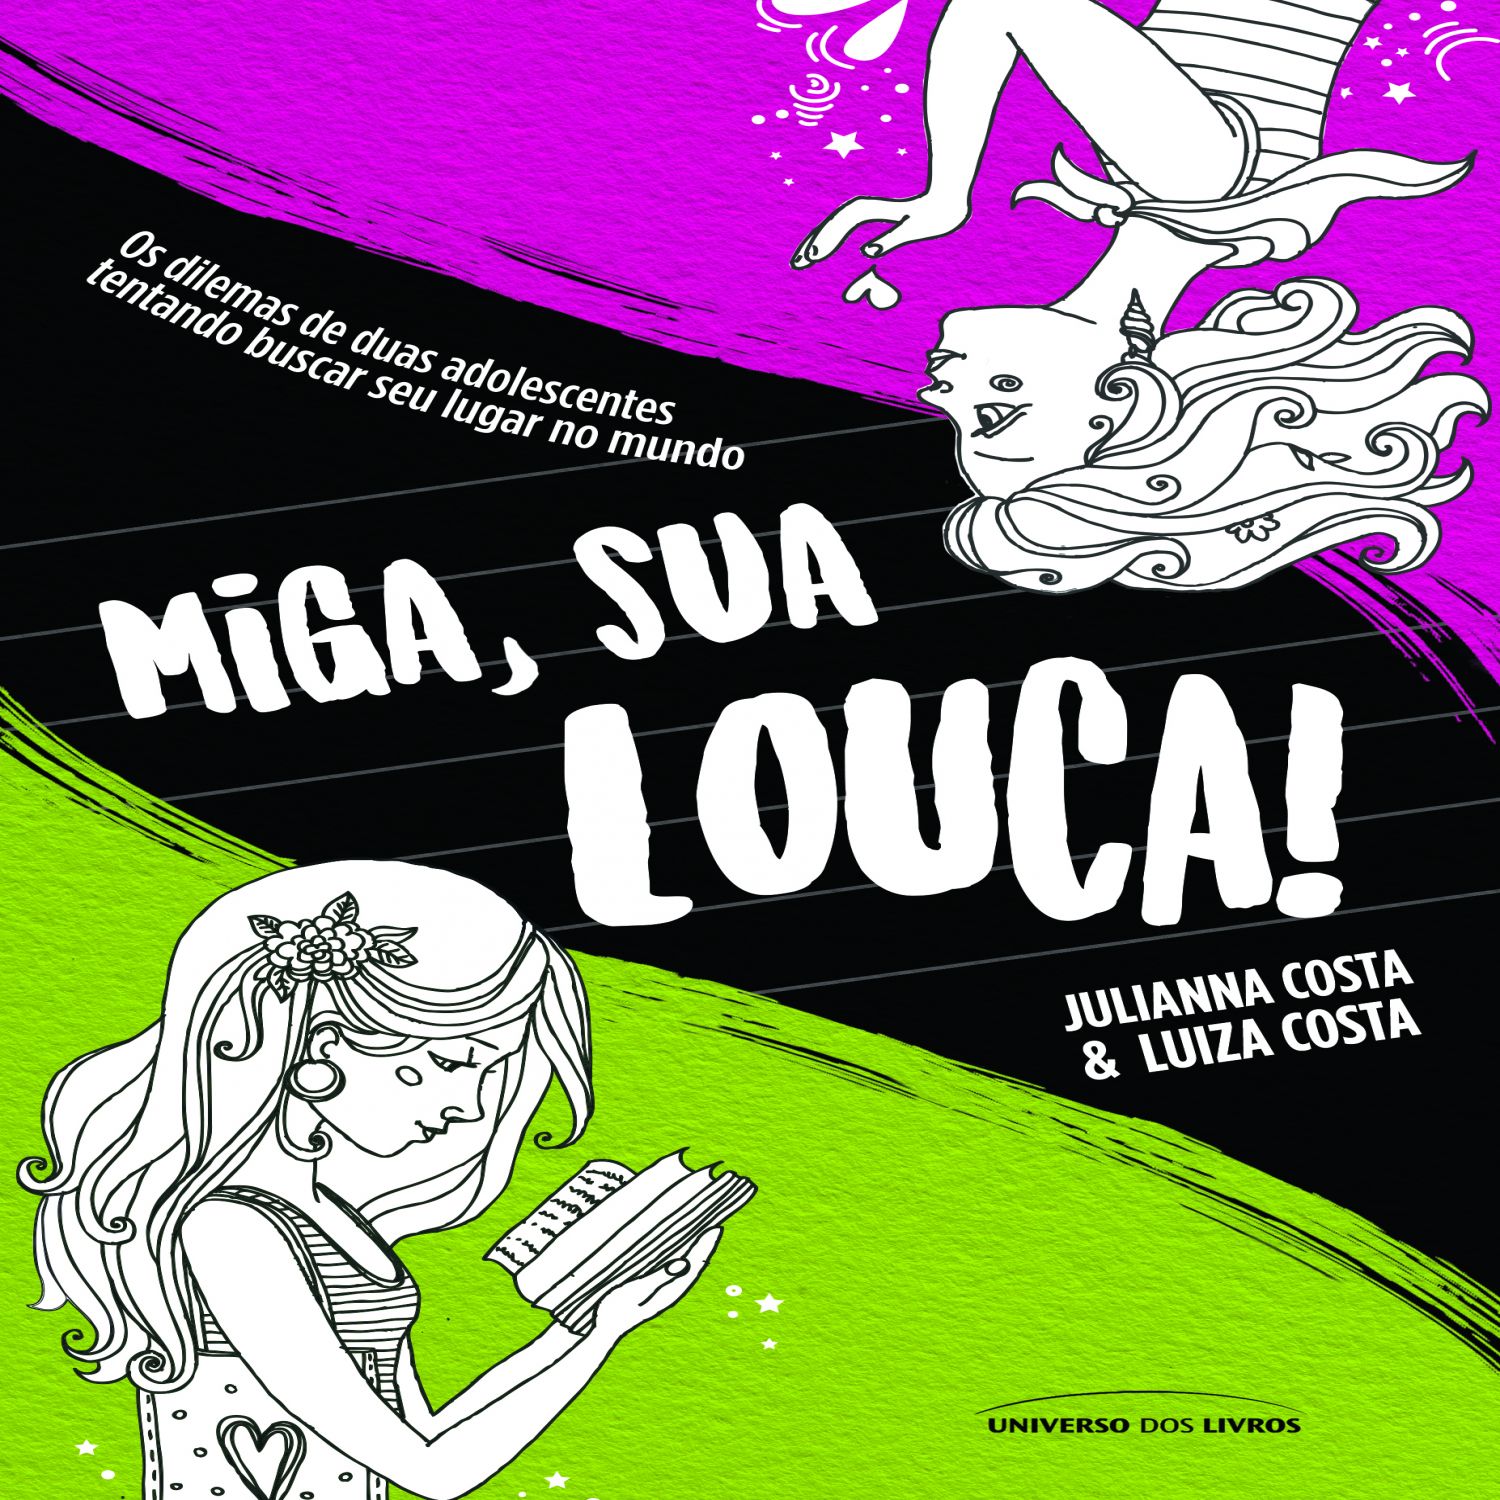 Os dilemas de duas adolescentes
tentando buscar seu lugar no mundo
MiGA, SUA
LOUCA!
JULIANNA COSTA
& LUIZA COSTA
UNIVERSO DOS LIVROS